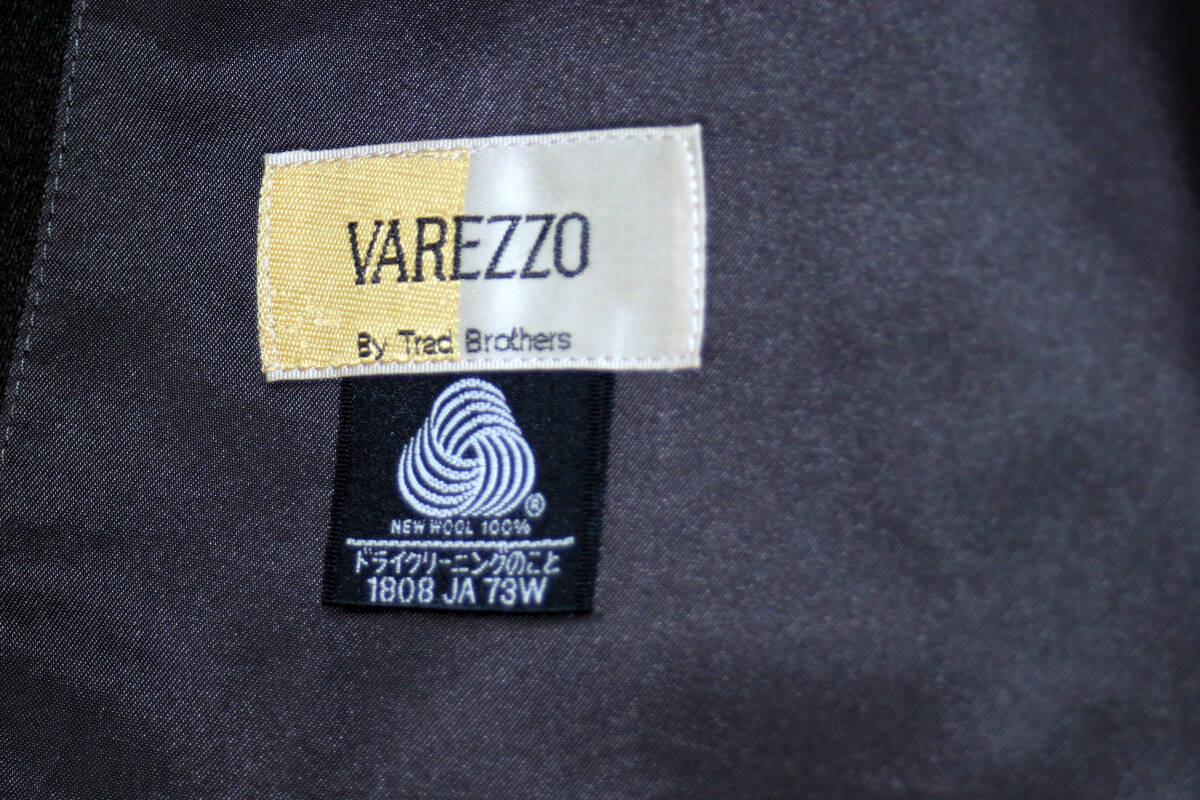 VAREZZO
By Trad Brothers
®
NEW WOOL 100%
ドライクリーニングのこと
1808 JA 73W